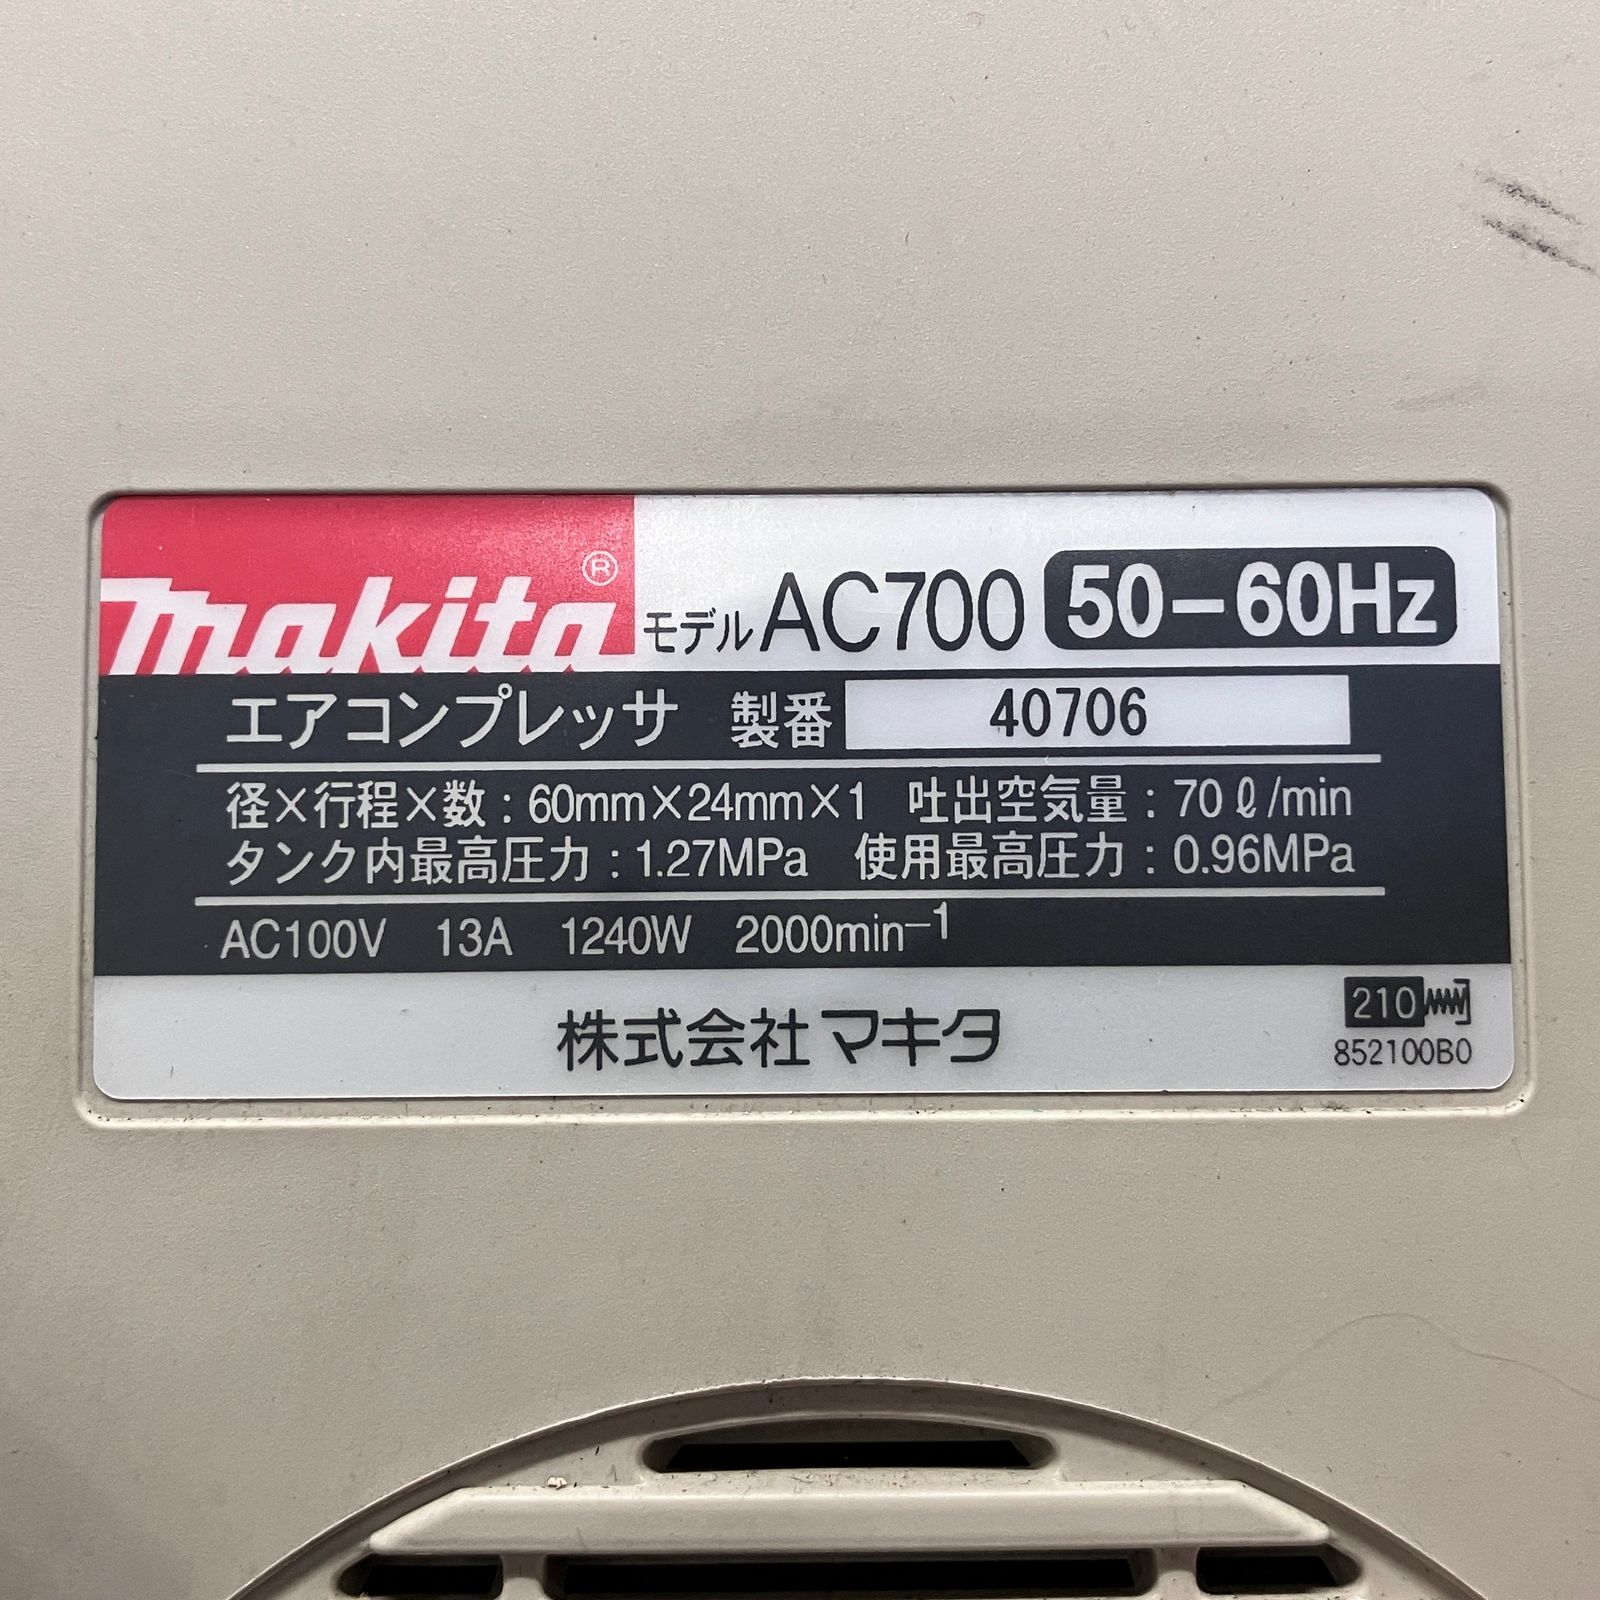 makita®
モデル AC700 50-60Hz
エアコンプレッサ 製番 40706
径×行程×数:60mm×24mm×1 吐出空気量:70ℓ/min
タンク内最高圧力:1.27MPa 使用最高圧力:0.96MPa
AC100V 13A 1240W 2000min⁻¹
株式会社マキタ
210
852100B0